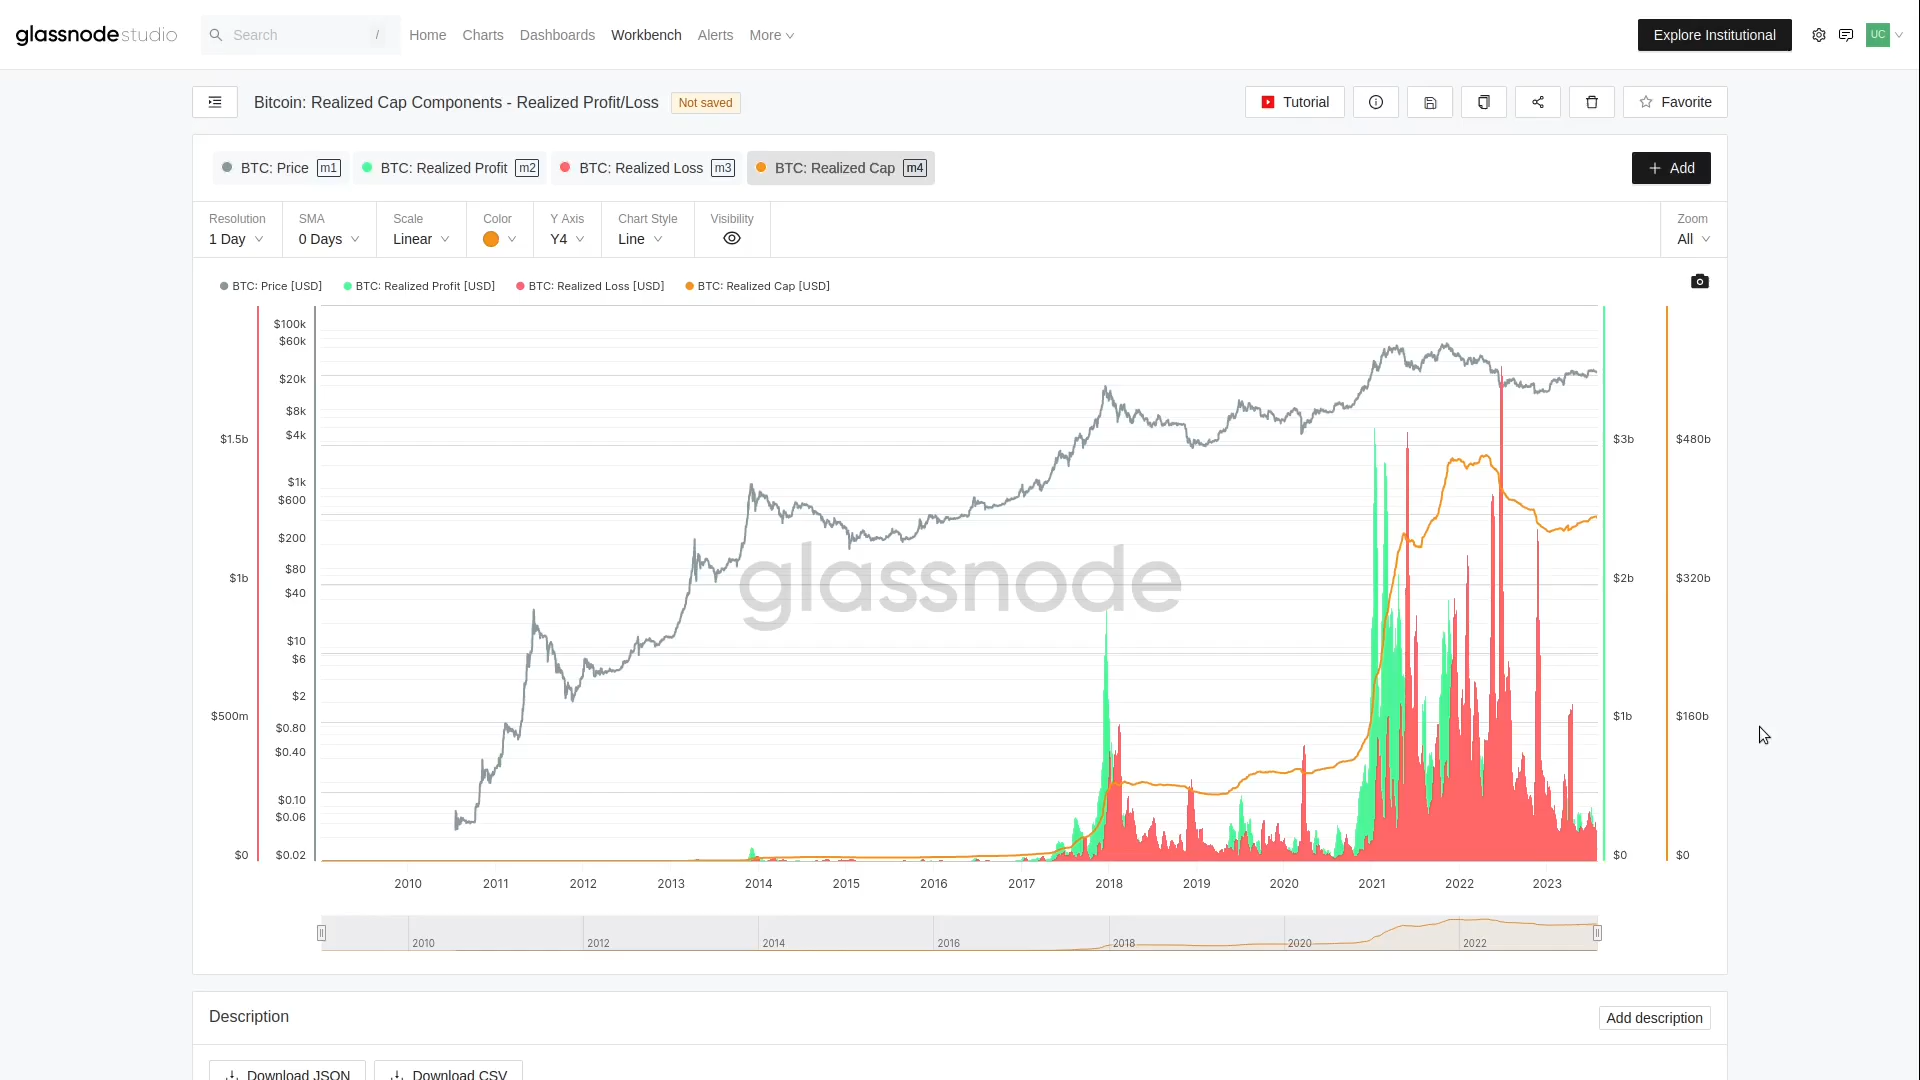 glassnodestudio Search / Home Charts Dashboards Workbench Alerts More Explore Institutional UC
Bitcoin: Realized Cap Components - Realized Profit/Loss Not saved Tutorial Favorite
BTC: Price m1 BTC: Realized Profit m2 BTC: Realized Loss m3 BTC: Realized Cap m4 + Add
Resolution SMA Scale Color Y Axis Chart Style Visibility Zoom
1 Day 0 Days Linear Y4 Line All
BTC: Price [USD] BTC: Realized Profit [USD] BTC: Realized Loss [USD] BTC: Realized Cap [USD]
$100k
$60k
$20k
$8k
$1.5b $4k $3b $480b
$1k
$600
$200
$80
$1b $2b $320b
$40
glassnode
$10
$6
$2
$500m $0.80 $1b $160b
$0.40
$0.10
$0.06
$0 $0.02 $0 $0
2010 2011 2012 2013 2014 2015 2016 2017 2018 2019 2020 2021 2022 2023
2010 2012 2014 2016 2018 2020 2022
Description Add description
Download JSON Download CSV